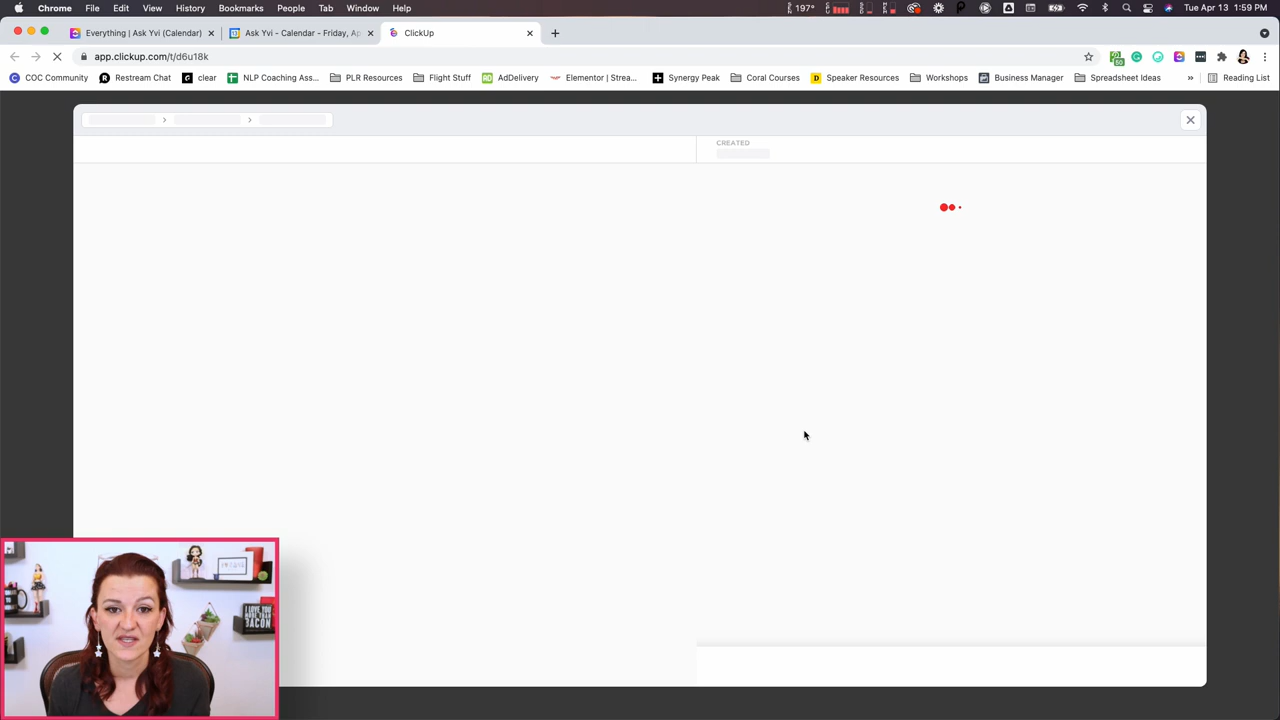 Chrome File Edit View History Bookmarks People Tab Window Help 197° Tue Apr 13 1:59 PM
Everything | Ask Yvi (Calendar) Ask Yvi - Calendar - Friday, Ap ClickUp
app.clickup.com/t/d6u18k
COC Community Restream Chat clear NLP Coaching Ass... PLR Resources Flight Stuff AdDelivery Elementor | Strea... Synergy Peak Coral Courses Speaker Resources Workshops Business Manager Spreadsheet Ideas » Reading List
CREATED
I LOVE YOU
BACON